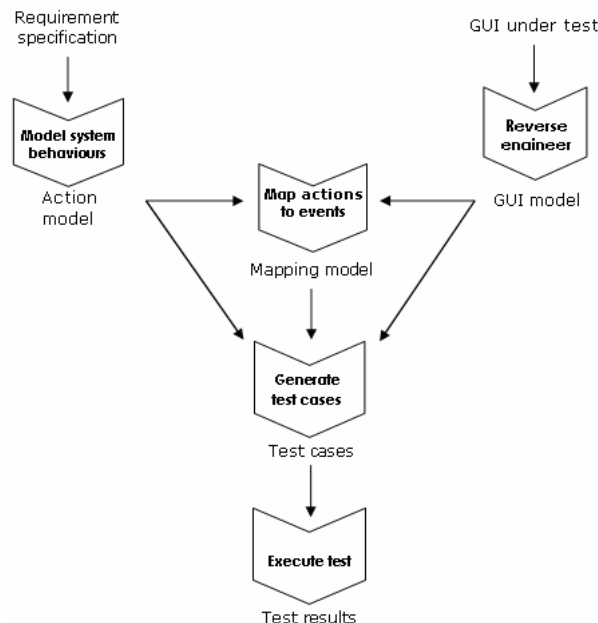 Requirement
specification
GUI under test
Model system
behaviours
Reverse
enaineer
Action
model
Map actions
to events
GUI model
Mapping model
Generate
test cases
Test cases
Execute test
Test results